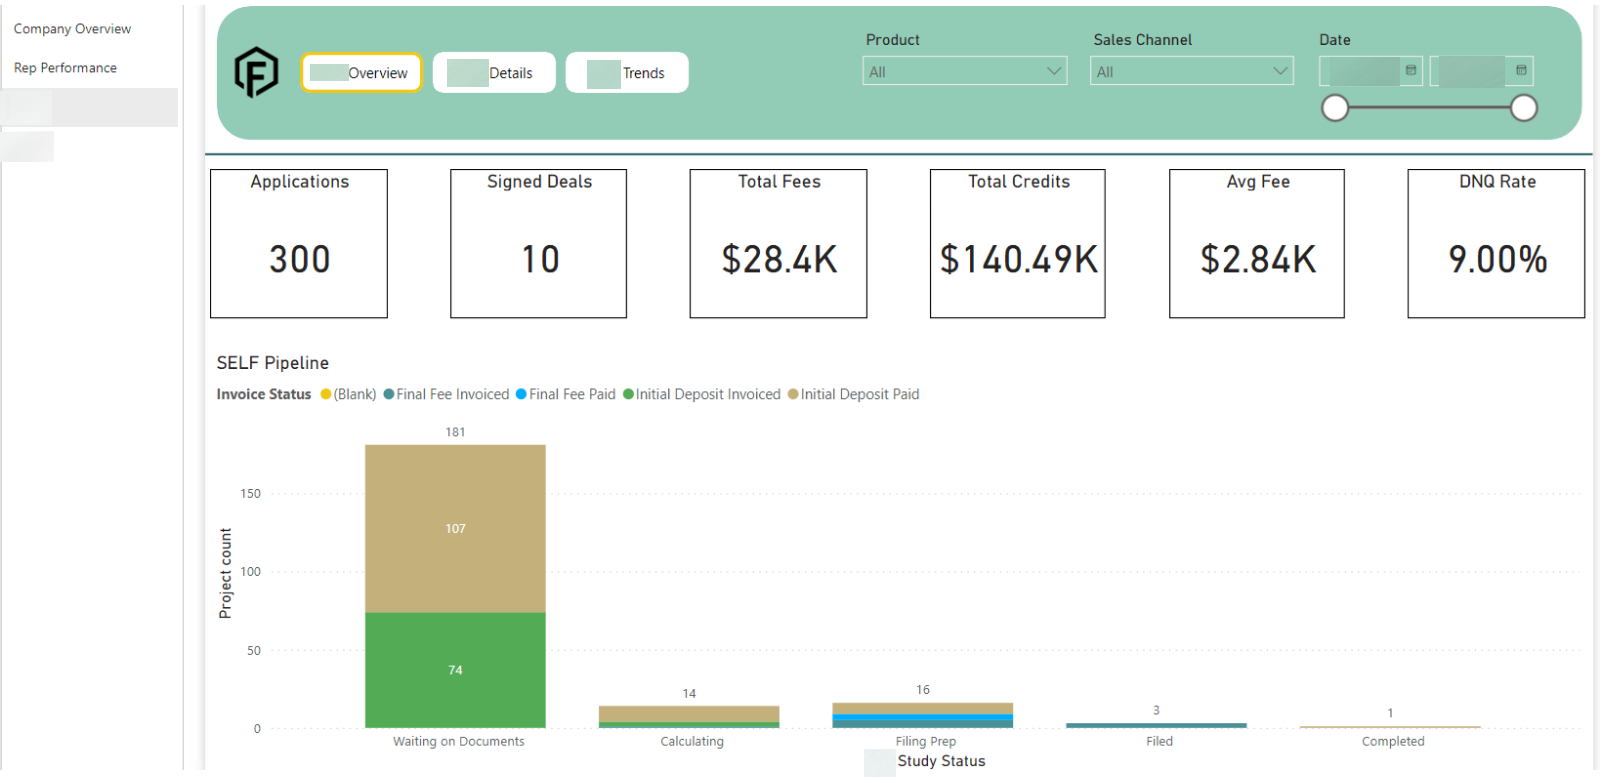 Company Overview
Rep Performance
Overview
Details
Trends
Product
All
Sales Channel
All
Date
Applications
300
Signed Deals
10
Total Fees
$28.4K
Total Credits
$140.49K
Avg Fee
$2.84K
DNQ Rate
9.00%
SELF Pipeline
Invoice Status (Blank) Final Fee Invoiced Final Fee Paid Initial Deposit Invoiced Initial Deposit Paid
Project count
150
100
50
0
181
107
74
14
16
3
1
Waiting on Documents
Calculating
Filing Prep
Filed
Completed
Study Status